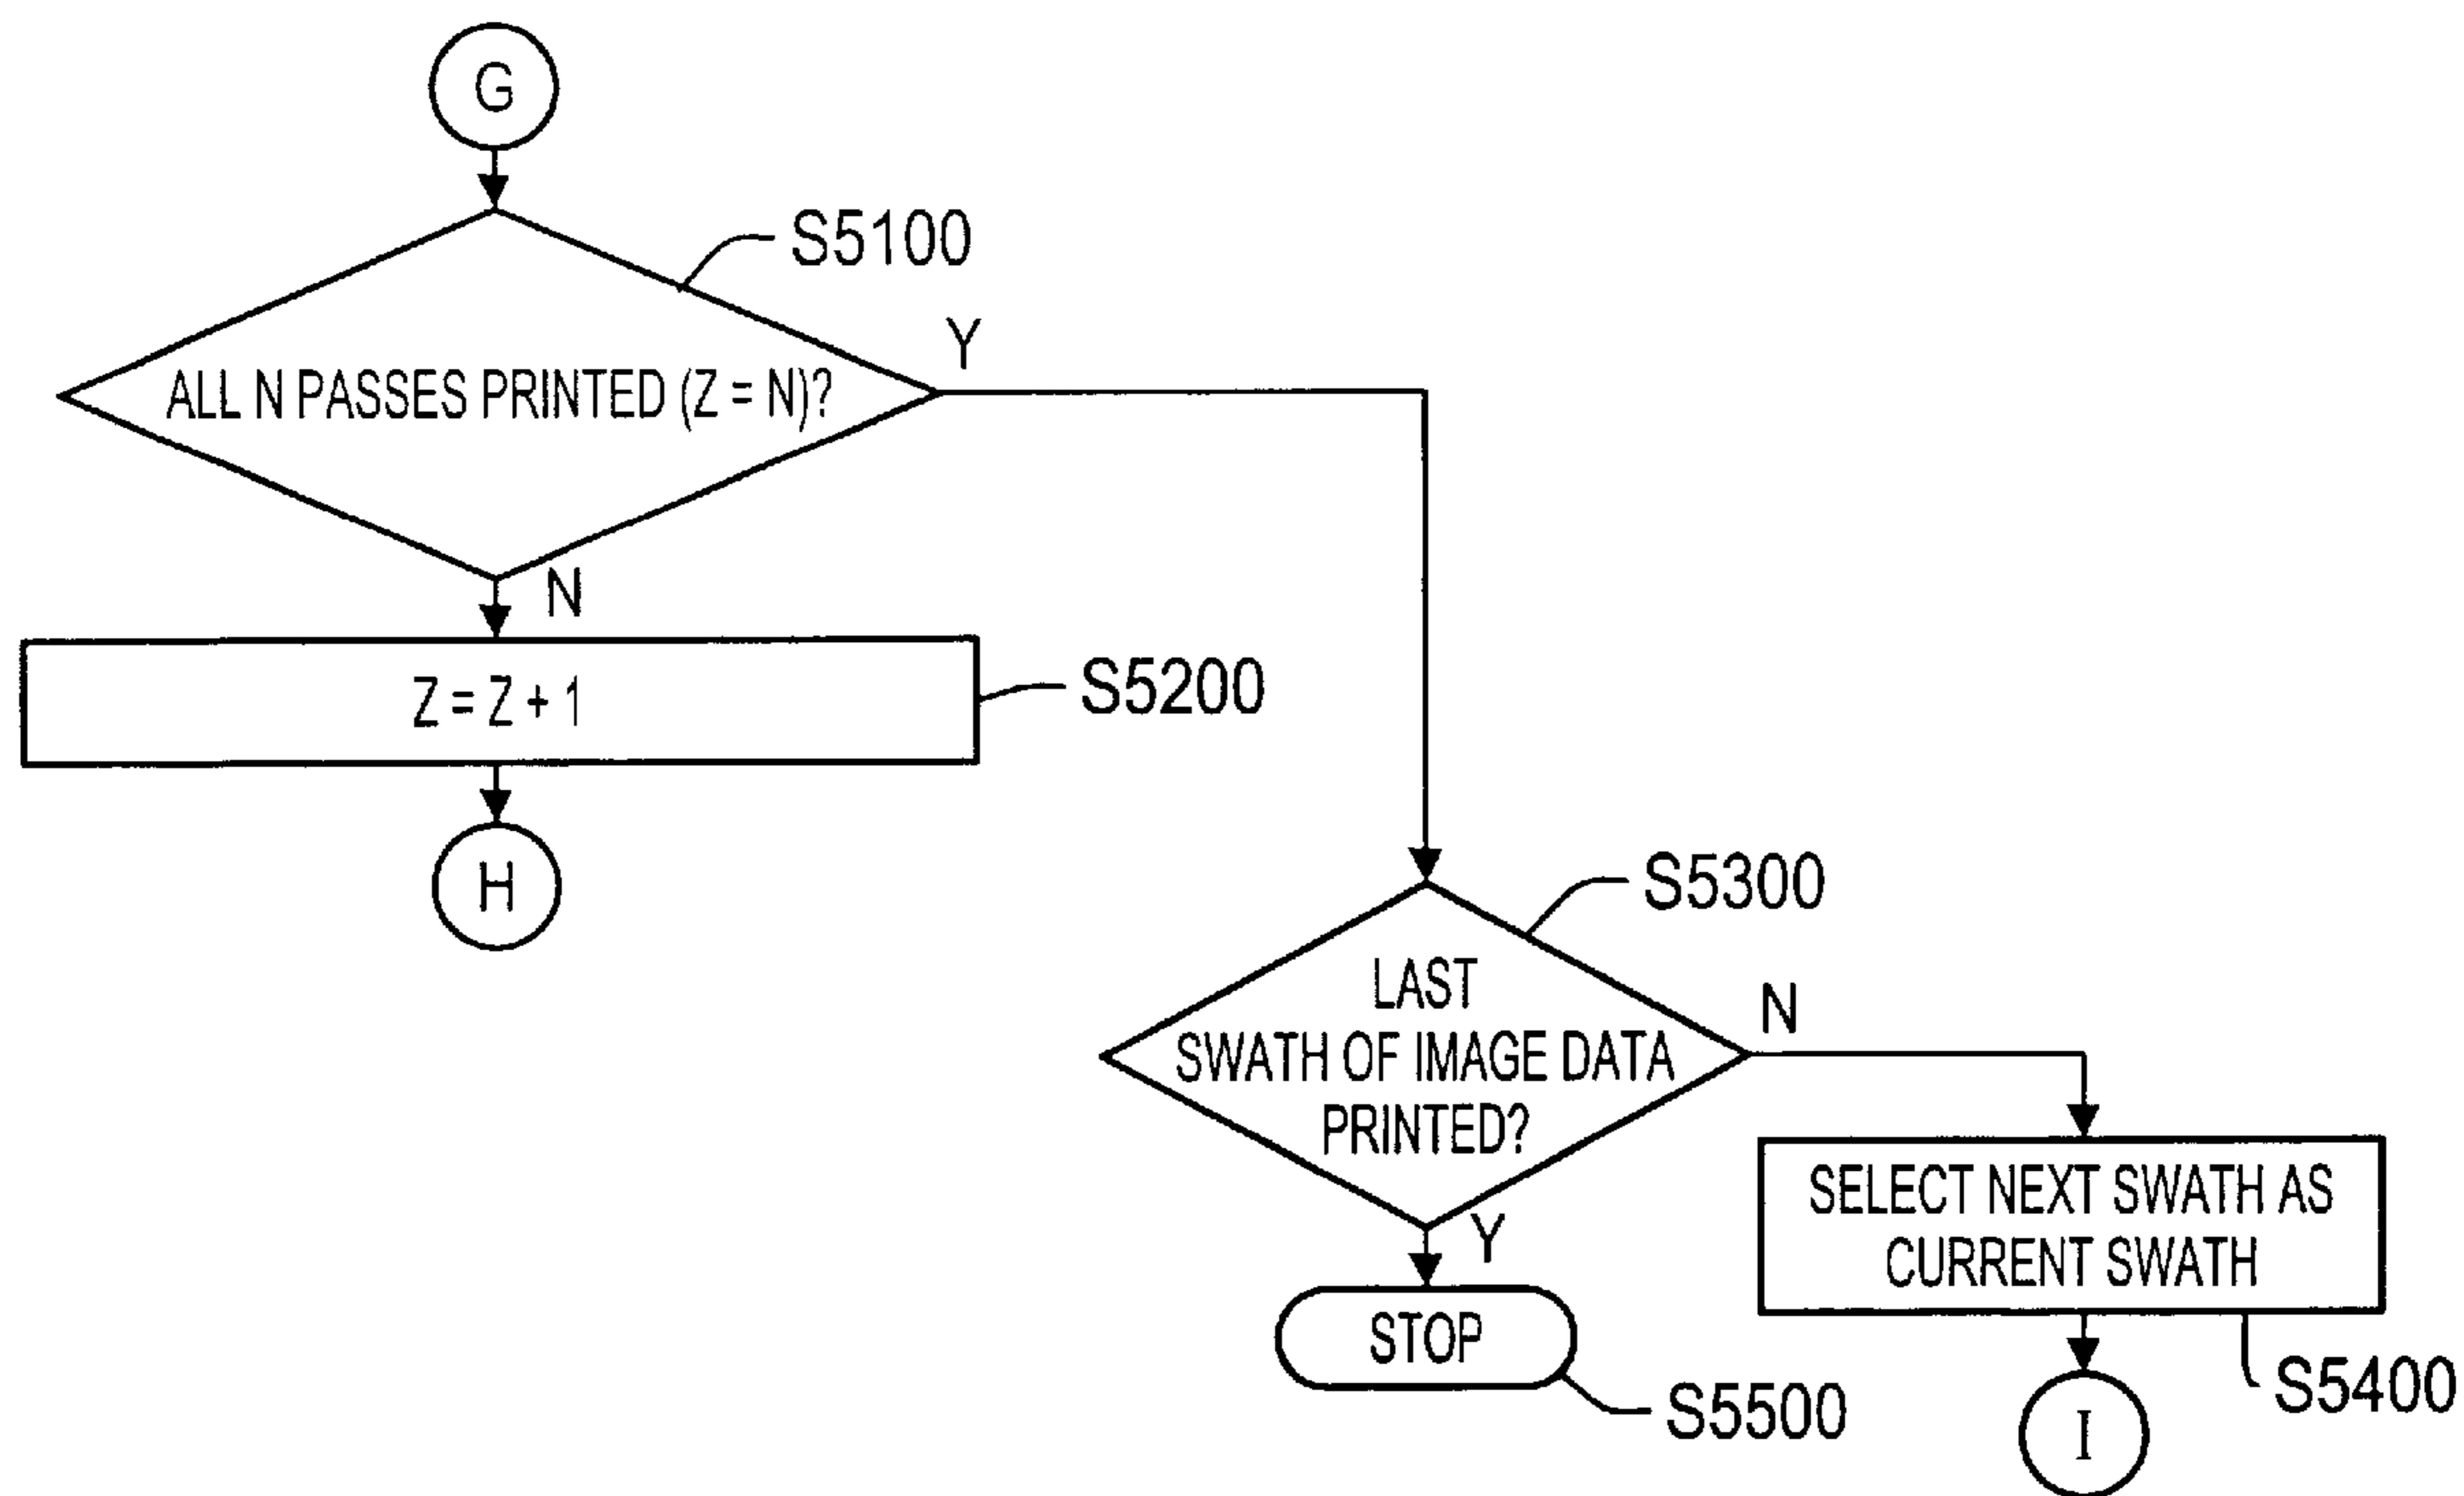 G
S5100
ALL N PASSES PRINTED (Z = N)?
Y
N
Z = Z + 1
S5200
H
S5300
LAST
SWATH OF IMAGE DATA
PRINTED?
N
Y
SELECT NEXT SWATH AS
CURRENT SWATH
S5400
STOP
S5500
I